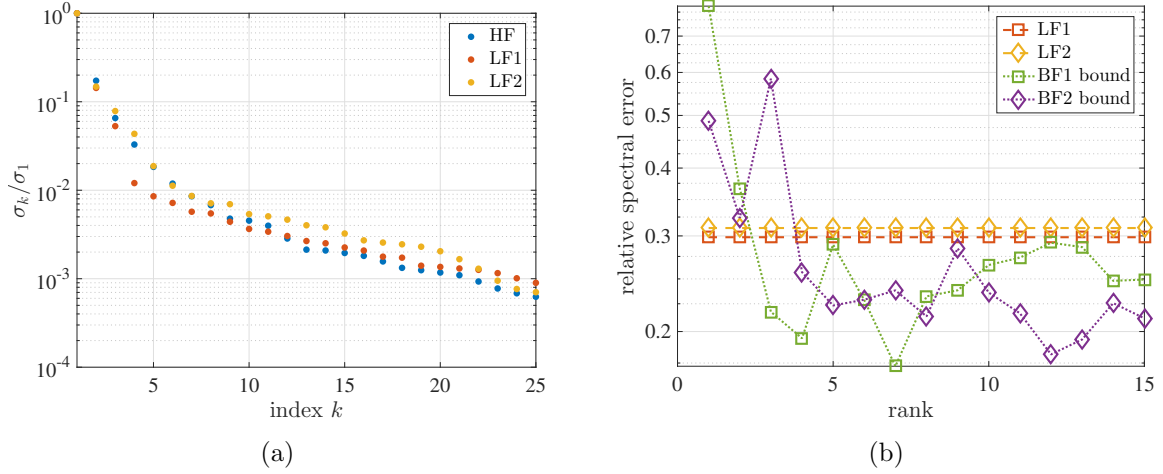 10^0
10^-1
10^-2
10^-3
10^-4
σ_k/σ_1
HF
LF1
LF2
5
10
15
20
25
index k
(a)
0.7
0.6
0.5
0.4
0.3
0.2
relative spectral error
LF1
LF2
BF1 bound
BF2 bound
0
5
10
15
rank
(b)